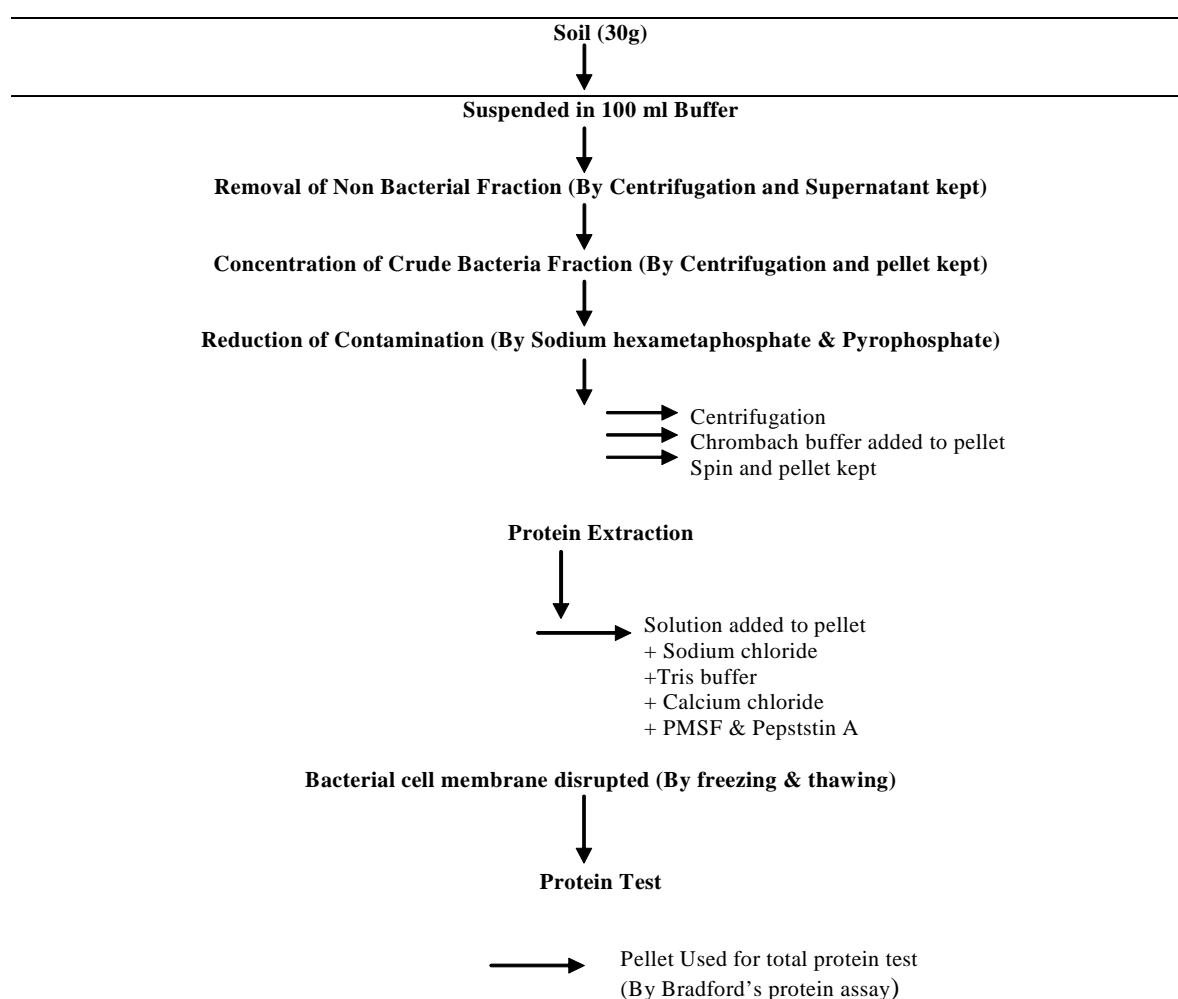 Soil (30g)
Suspended in 100 ml Buffer
Removal of Non Bacterial Fraction (By Centrifugation and Supernatant kept)
Concentration of Crude Bacteria Fraction (By Centrifugation and pellet kept)
Reduction of Contamination (By Sodium hexametaphosphate & Pyrophosphate)
Centrifugation
Chrombach buffer added to pellet
Spin and pellet kept
Protein Extraction
Solution added to pellet
+ Sodium chloride
+Tris buffer
+ Calcium chloride
+ PMSF & Pepststin A
Bacterial cell membrane disrupted (By freezing & thawing)
Protein Test
Pellet Used for total protein test
(By Bradford’s protein assay)